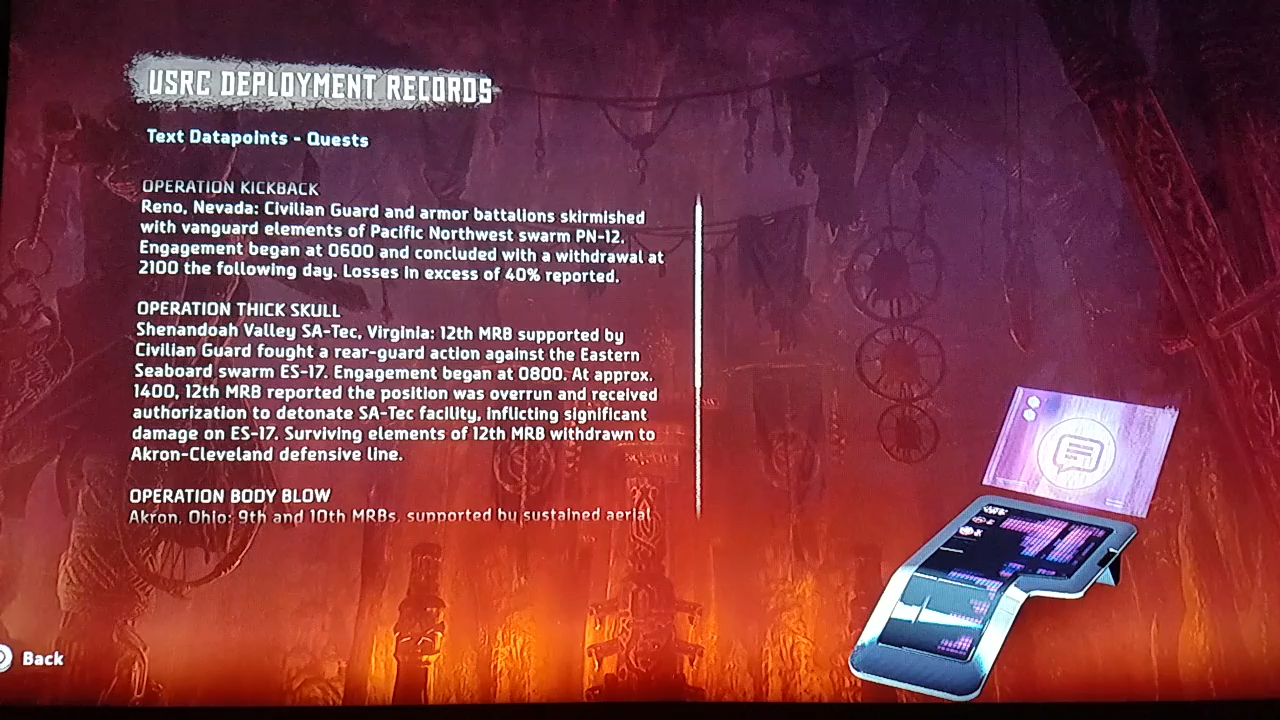 USRC DEPLOYMENT RECORDS
Text Datapoints - Quests
OPERATION KICKBACK
Reno, Nevada: Civilian Guard and armor battalions skirmished
with vanguard elements of Pacific Northwest swarm PN-12.
Engagement began at 0600 and concluded with a withdrawal at
2100 the following day. Losses in excess of 40% reported.
OPERATION THICK SKULL
Shenandoah Valley SA-Tec, Virginia: 12th MRB supported by
Civilian Guard fought a rear-guard action against the Eastern
Seaboard swarm ES-17. Engagement began at 0800. At approx.
1400, 12th MRB reported the position was overrun and received
authorization to detonate SA-Tec facility, inflicting significant
damage on ES-17. Surviving elements of 12th MRB withdrawn to
Akron-Cleveland defensive line.
OPERATION BODY BLOW
Akron, Ohio: 9th and 10th MRBs, supported by sustained aerial
Back